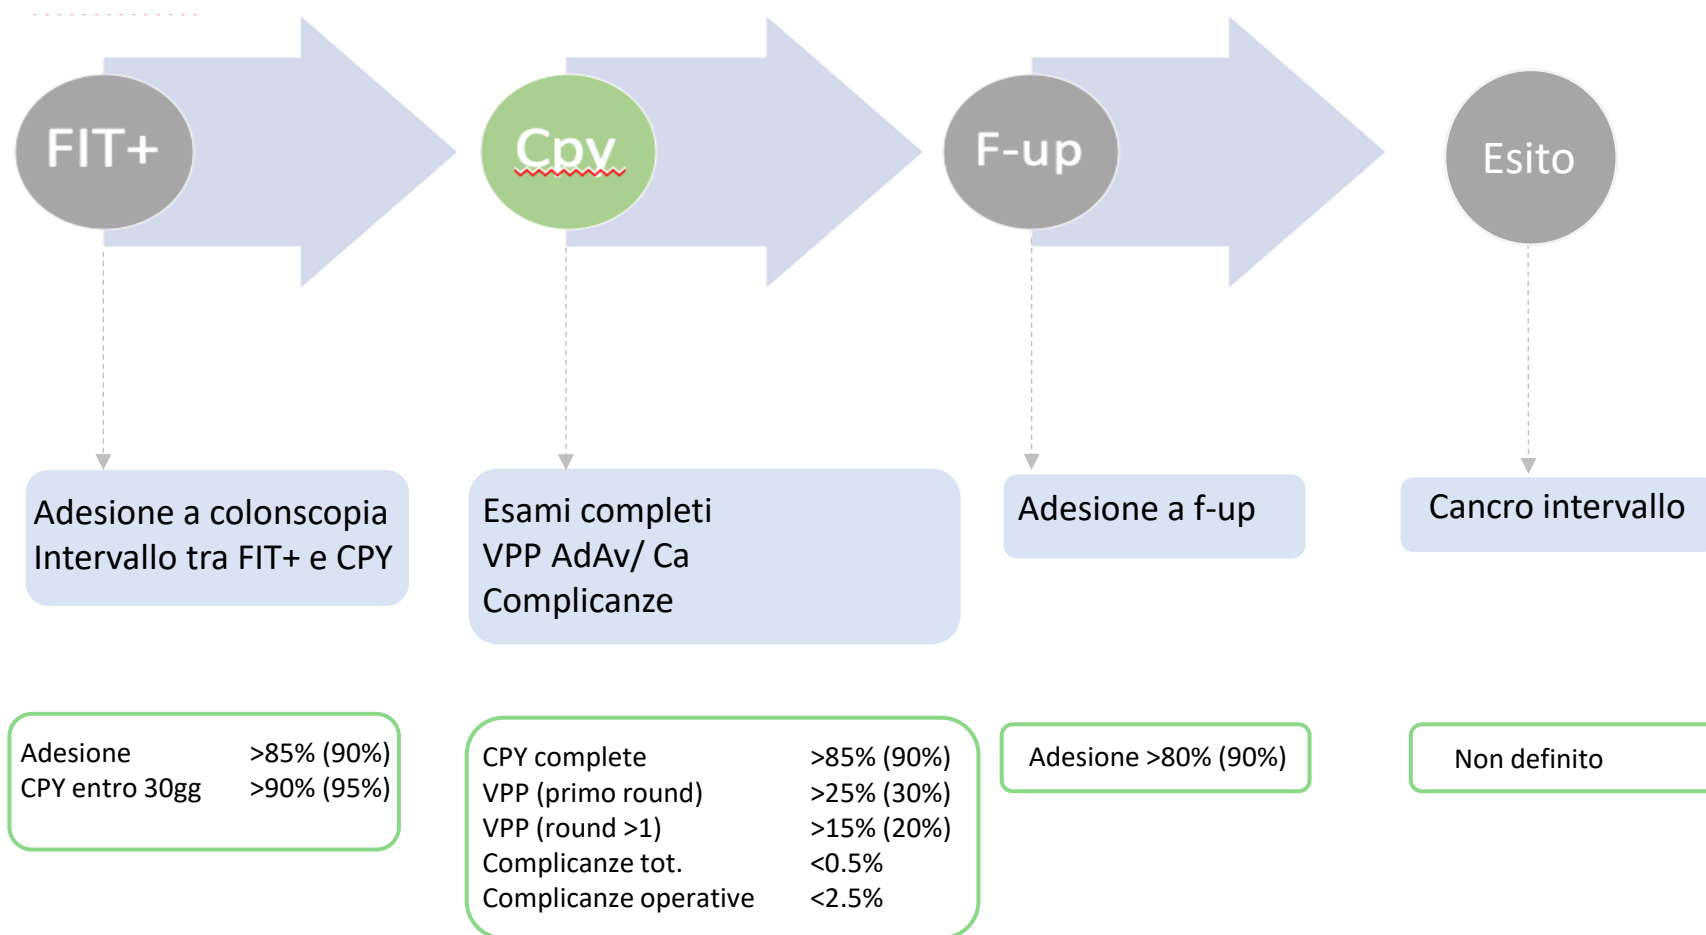 FIT+
Cpy
F-up
Esito
Adesione a colonscopia
Intervallo tra FIT+ e CPY
Esami completi
VPP AdAv/ Ca
Complicanze
Adesione a f-up
Cancro intervallo
Adesione >85% (90%)
CPY entro 30gg >90% (95%)
CPY complete >85% (90%)
VPP (primo round) >25% (30%)
VPP (round >1) >15% (20%)
Complicanze tot. <0.5%
Complicanze operative <2.5%
Adesione >80% (90%)
Non definito